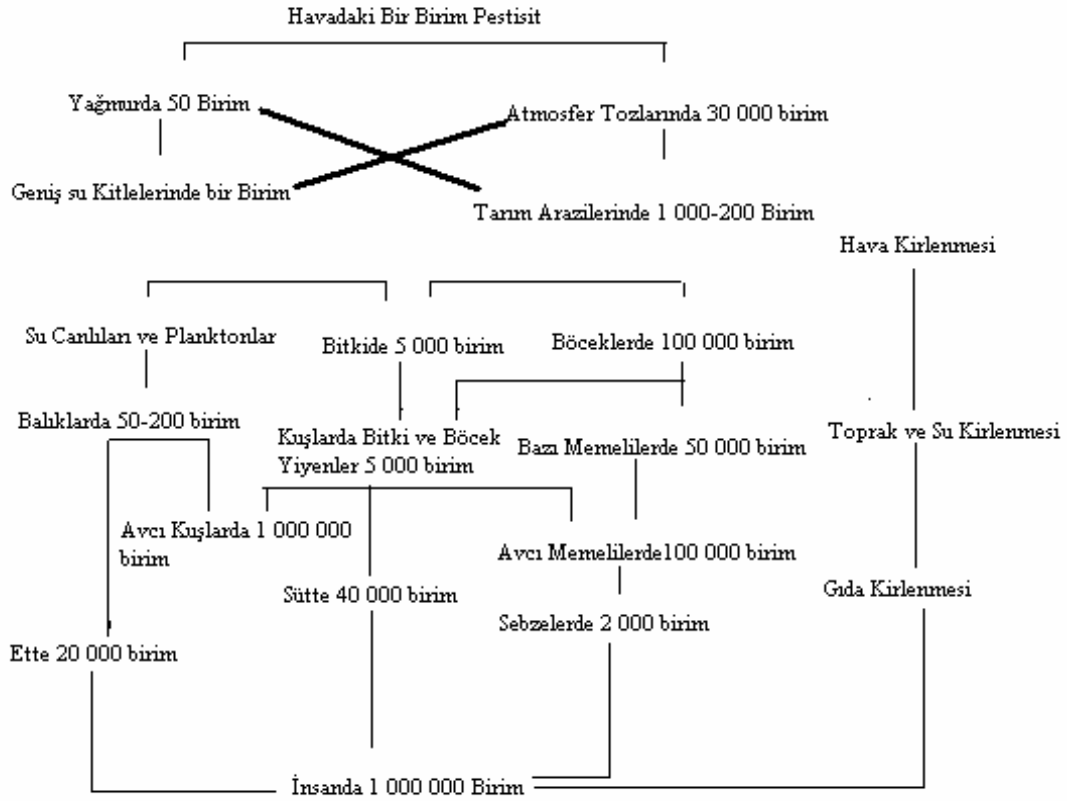 Havadaki Bir Birim Pestisit
Yağmurda 50 Birim
Atmosfer Tozlarında 30 000 birim
Geniş su Kitlelerinde bir Birim
Tarım Arazilerinde 1 000-200 Birim
Hava Kirlenmesi
Su Canlıları ve Planktonlar
Bitkide 5 000 birim
Böceklerde 100 000 birim
Balıklarda 50-200 birim
Kuşlarda Bitki ve Böcek
Yiyenler 5 000 birim
Bazı Memelilerde 50 000 birim
Toprak ve Su Kirlenmesi
Avcı Kuşlarda 1 000 000
birim
Avcı Memelilerde100 000 birim
Sütte 40 000 birim
Gıda Kirlenmesi
Sebzelerde 2 000 birim
Ette 20 000 birim
İnsanda 1 000 000 Birim